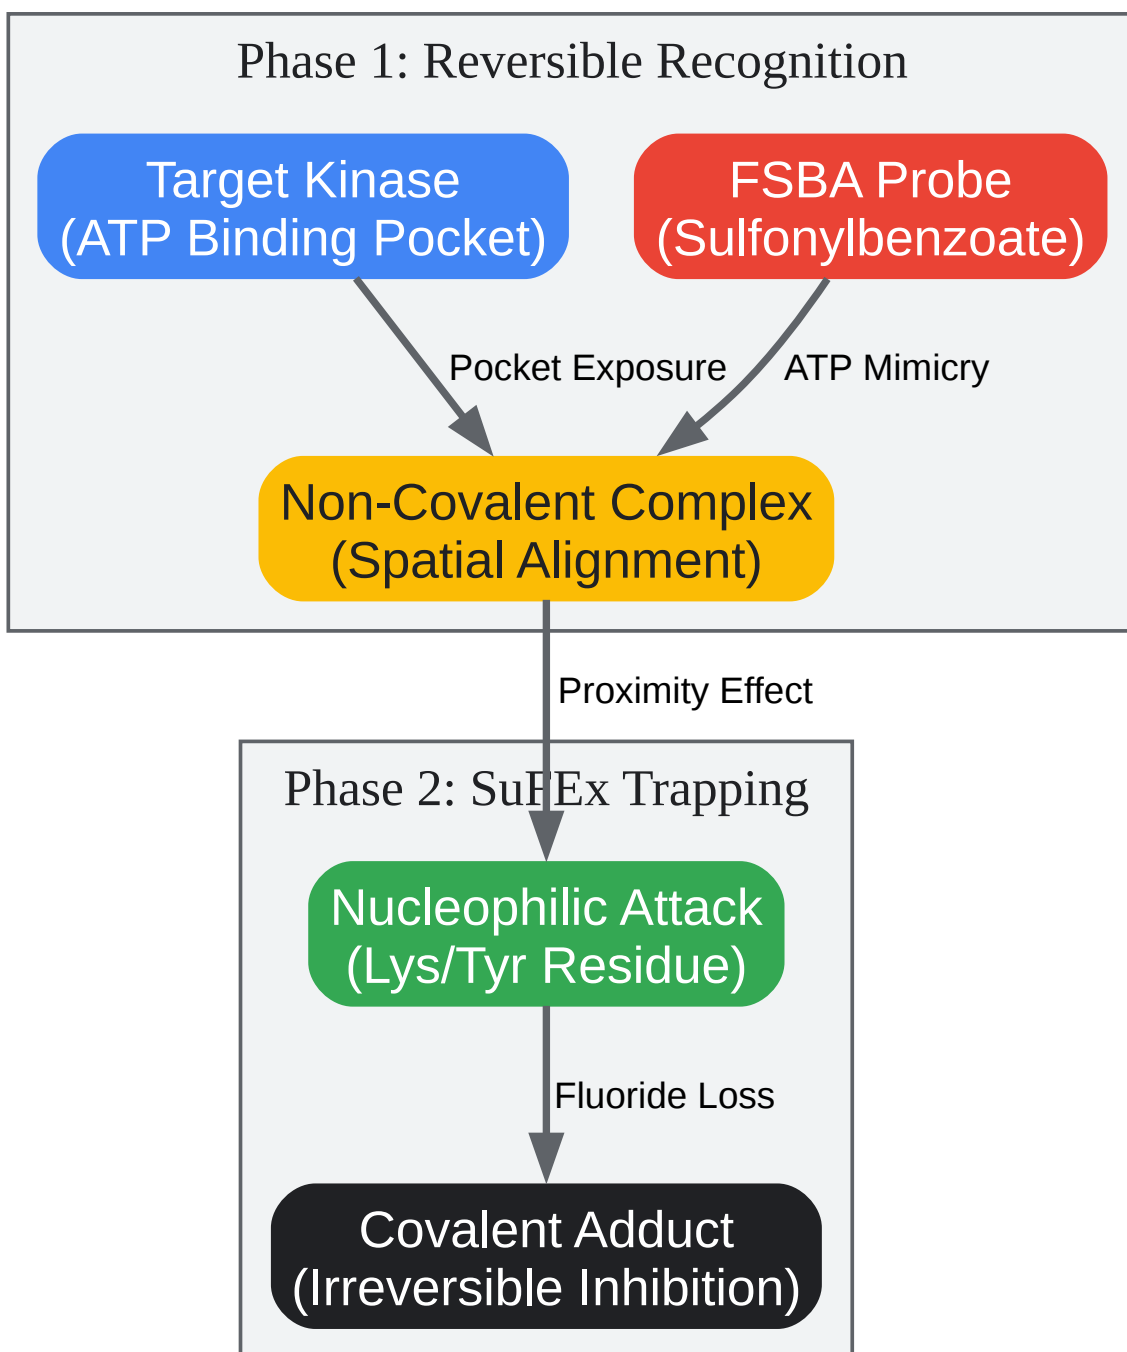 Phase 1: Reversible Recognition
Target Kinase
(ATP Binding Pocket)
FSBA Probe
(Sulfonylbenzoate)
Pocket Exposure
ATP Mimicry
Non-Covalent Complex
(Spatial Alignment)
Proximity Effect
Phase 2: SuFEx Trapping
Nucleophilic Attack
(Lys/Tyr Residue)
Fluoride Loss
Covalent Adduct
(Irreversible Inhibition)